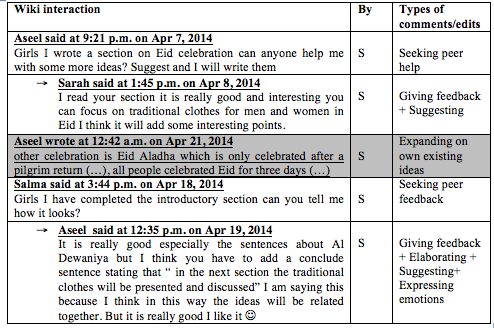 Wiki interaction By Types of
comments/edits
Aseel said at 9:21 p.m. on Apr 7, 2014
Girls I wrote a section on Eid celebration can anyone help me
with some more ideas? Suggest and I will write them
S
Seeking peer
help
→ Sarah said at 1:45 p.m. on Apr 8, 2014
I read your section it is really good and interesting you
can focus on traditional clothes for men and women in
Eid I think it will add some interesting points.
S
Giving feedback
+ Suggesting
Aseel wrote at 12:42 a.m. on Apr 21, 2014
other celebration is Eid Aladha which is only celebrated after a
pilgrim return (...), all people celebrated Eid for three days (...)
S
Expanding on
own existing
ideas
Salma said at 3:44 p.m. on Apr 18, 2014
Girls I have completed the introductory section can you tell me
how it looks?
S
Seeking peer
feedback
→ Aseel said at 12:35 p.m. on Apr 19, 2014
It is really good especially the sentences about Al
Dewaniya but I think you have to add a conclude
sentence stating that “ in the next section the traditional
clothes will be presented and discussed” I am saying this
because I think in this way the ideas will be related
together. But it is really good I like it ☺
S
Giving feedback
+ Elaborating +
Suggesting+
Expressing
emotions